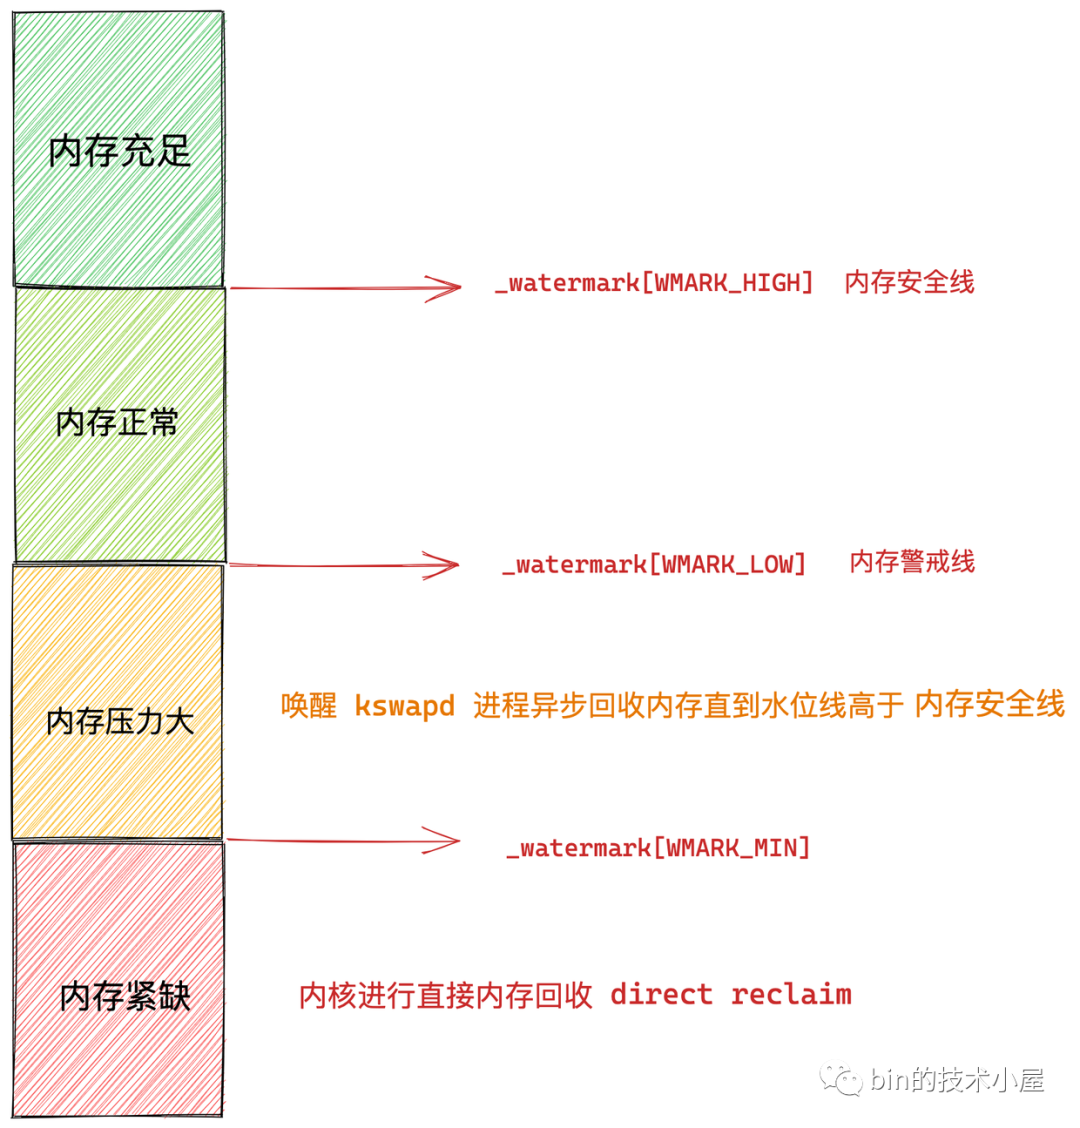 内存充足
_watermark[WMARK_HIGH] 内存安全线
内存正常
_watermark[WMARK_LOW] 内存警戒线
内存压力大
唤醒 kswapd 进程异步回收内存直到水位线高于 内存安全线
_watermark[WMARK_MIN]
内存紧缺
内核进行直接内存回收 direct reclaim
bin的技术小屋